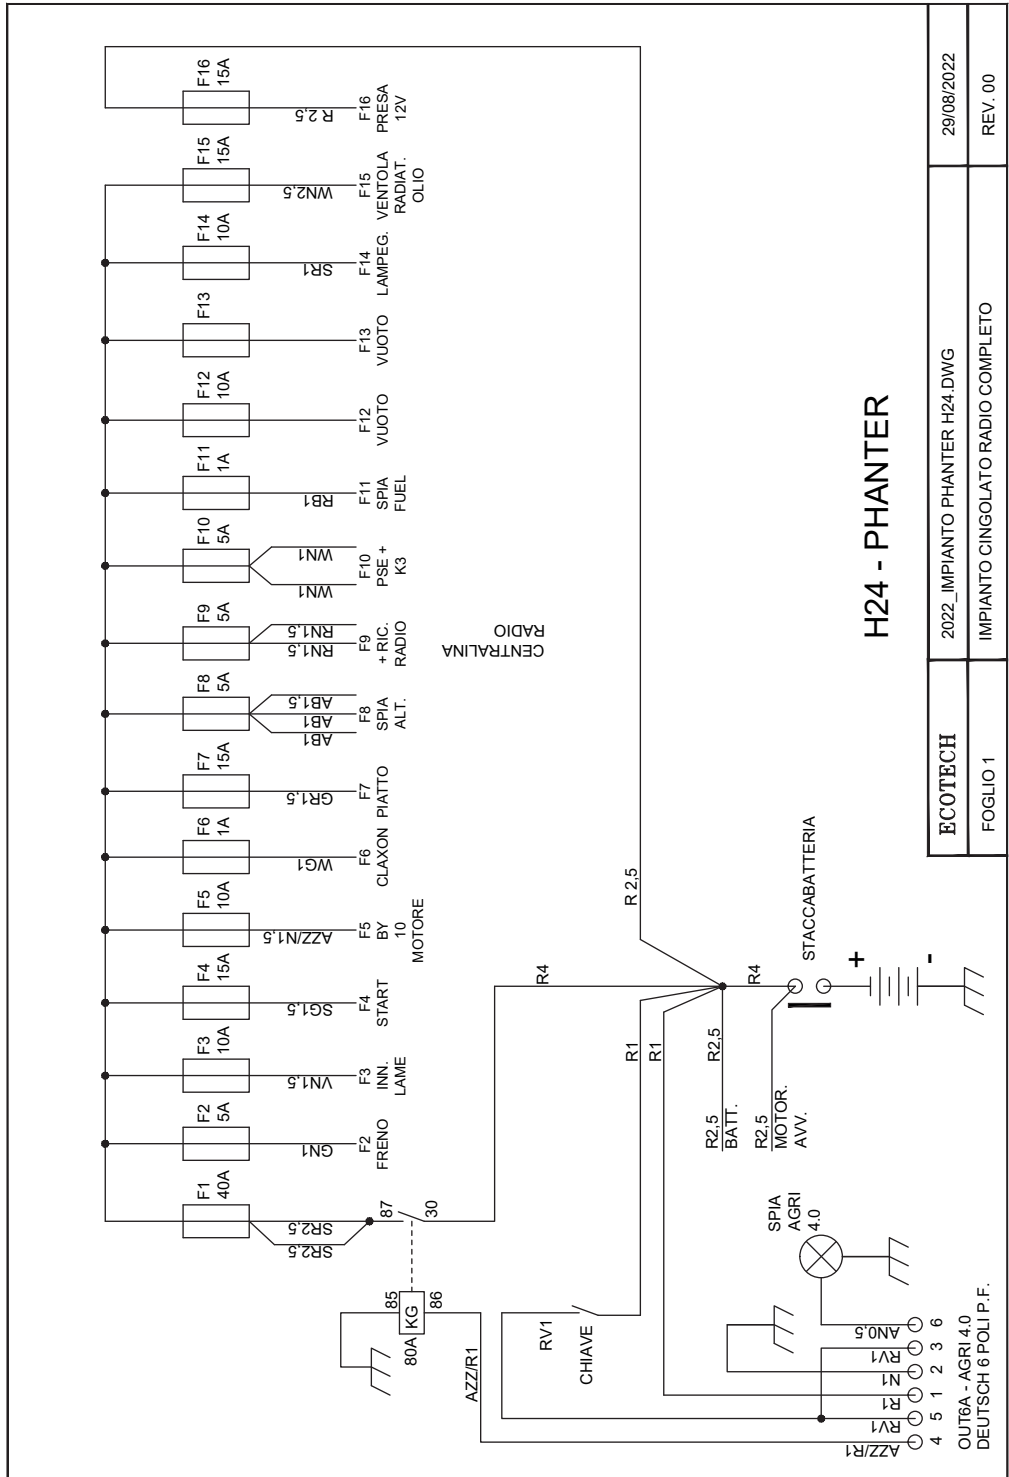 F1
40A
F2
5A
F3
10A
F4
15A
F5
10A
F6
1A
F7
15A
F8
5A
F9
5A
F10
5A
F11
1A
F12
10A
F13
F14
10A
F15
15A
F16
15A
SR2,5
SR2,5
GN1
VN1,5
SG1,5
AZZ/N1,5
WG1
GR1,5
AB1
AB1
AB1,5
RN1,5
RN1,5
WN1
WN1
RB1
SR1
WN2,5
R 2,5
F2
FRENO
F3
INN.
LAME
F4
START
F5
BY
10
MOTORE
F6
CLAXON
F7
PIATTO
F8
SPIA
ALT.
F9
+ RIC.
RADIO
F10
PSE +
K3
F11
SPIA
FUEL
F12
VUOTO
F13
VUOTO
F14
LAMPEG.
F15
VENTOLA
RADIAT.
OLIO
F16
PRESA
12V
CENTRALINA
RADIO
87
30
85
86
KG
80A
AZZ/R1
RV1
CHIAVE
R4
R 2,5
R1
R1
R2,5
R4
R2,5
BATT.
R2,5
MOTOR.
AVV.
STACCABATTERIA
+
-
SPIA
AGRI
4.0
AZZ/R1
RV1
R1
N1
RV1
AN0,5
4
5
1
2
3
6
OUT6A - AGRI 4.0
DEUTSCH 6 POLI P.F.
H24 - PHANTER
ECOTECH
2022_IMPIANTO PHANTER H24.DWG
29/08/2022
FOGLIO 1
IMPIANTO CINGOLATO RADIO COMPLETO
REV. 00